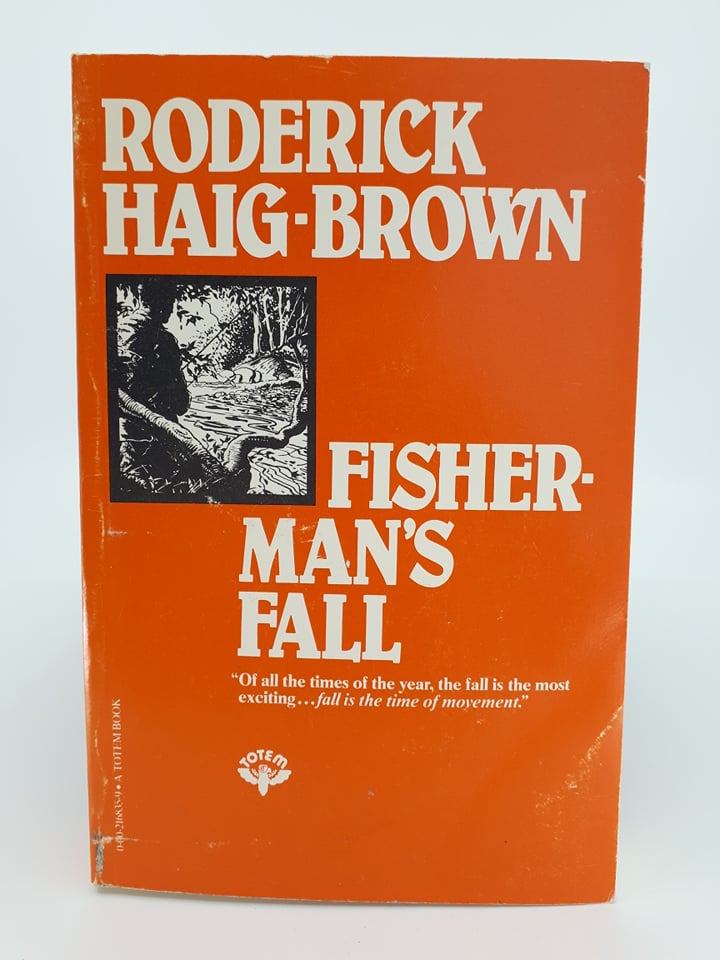 RODERICK
HAIG-BROWN
FISHER-
MAN'S
FALL
“Of all the times of the year, the fall is the most
exciting...fall is the time of movement.”
TOTEM
• A TOTEM BOOK